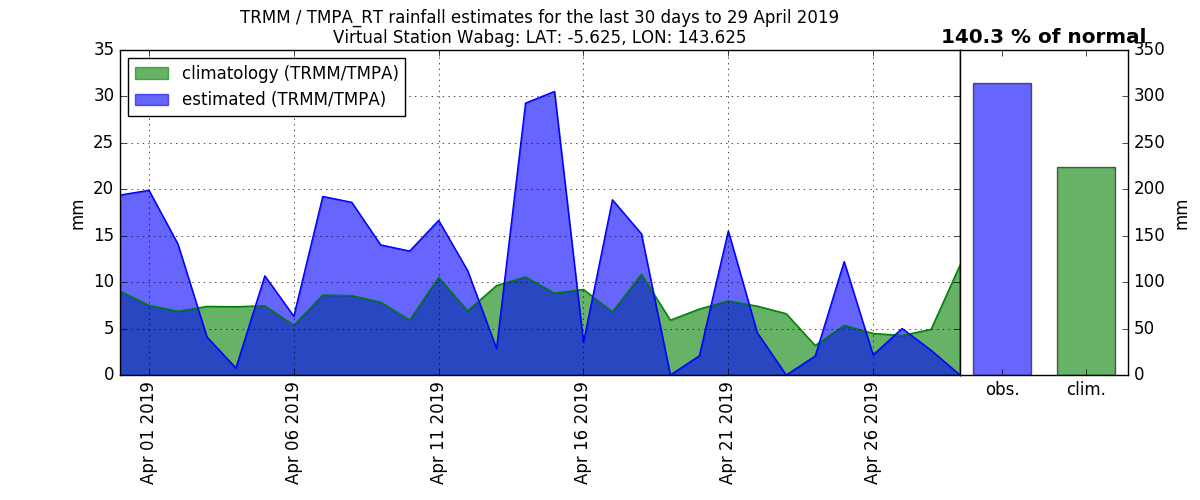 TRMM / TMPA_RT rainfall estimates for the last 30 days to 29 April 2019
Virtual Station Wabag: LAT: -5.625, LON: 143.625
140.3 % of normal
climatology (TRMM/TMPA)
estimated (TRMM/TMPA)
35
30
25
20
15
10
5
0
mm
Apr 01 2019
Apr 06 2019
Apr 11 2019
Apr 16 2019
Apr 21 2019
Apr 26 2019
350
300
250
200
150
100
50
0
mm
obs.
clim.